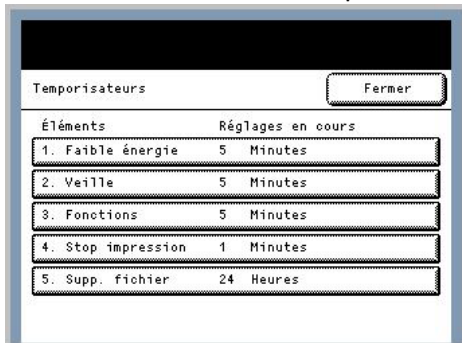 Temporisateurs Fermer
Éléments Réglages en cours
1. Faible énergie 5 Minutes
2. Veille 5 Minutes
3. Fonctions 5 Minutes
4. Stop impression 1 Minutes
5. Supp. fichier 24 Heures